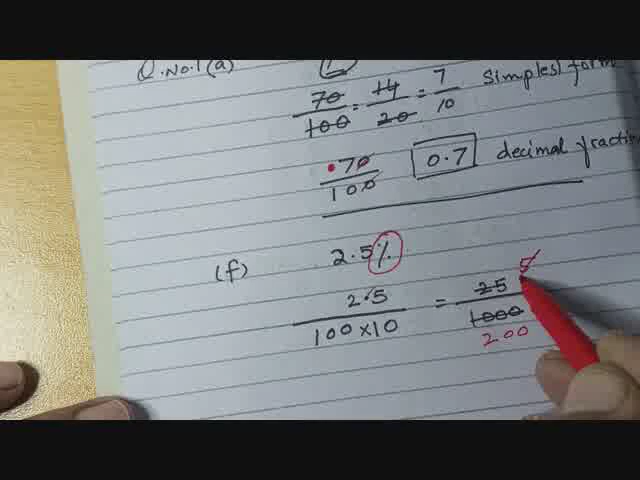 Q.No.1(a)
70/100 = 14/20 = 7/10 Simplest form
.70/100 0.7 decimal fraction
(f) 2.5%
2.5/100×10 = 25/1000 5
200